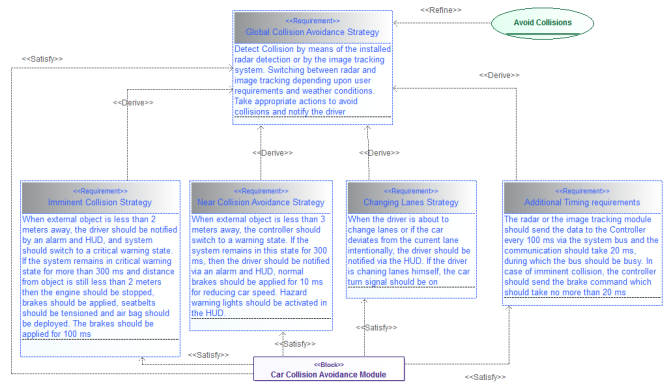 <<Refine>>
<<Requirement>>
Global Collision Avoidance Strategy
Avoid Collisions
Detect Collision by means of the installed
radar detection or by the image tracking
system. Switching between radar and
image tracking depending upon user
requirements and weather conditions.
Take appropriate actions to avoid
collisions and notify the driver
<<Satisfy>>
<<Derive>>
<<Derive>>
<<Derive>>
<<Derive>>
<<Requirement>>
Imminent Collision Strategy
When external object is less than 2
meters away, the driver should be notified
by an alarm and HUD, and system
should switch to a critical warning state.
If the system remains in critical warning
state for more than 300 ms and distance
from object is still less than 2 meters
then the engine should be stopped,
brakes should be applied, seatbelts
should be tensioned and air bag should
be deployed. The brakes should be
applied for 100 ms
<<Requirement>>
Near Collision Avoidance Strategy
When external object is less than 3
meters away, the controller should
switch to a warning state. If the
system remains in this state for 300
ms, then the driver should be notified
via an alarm and HUD, normal
brakes should be applied for 10 ms
for reducing car speed. Hazard
warning lights should be activated in
the HUD.
<<Requirement>>
Changing Lanes Strategy
When the driver is about to
change lanes or if the car
deviates from the current lane
intentionally, the driver should be
notified via the HUD. If the driver
is chaning lanes himself, the car
turn signal should be on
<<Requirement>>
Additional Timing requirements
The radar or the image tracking module
should send the data to the Controller
every 100 ms via the system bus and the
communication should take 20 ms,
during which the bus should be busy. In
case of imminent collision, the controller
should send the brake command which
should take no more than 20 ms
<<Satisfy>>
<<Satisfy>>
<<Satisfy>>
<<Satisfy>>
<<Block>>
Car Collision Avoidance Module